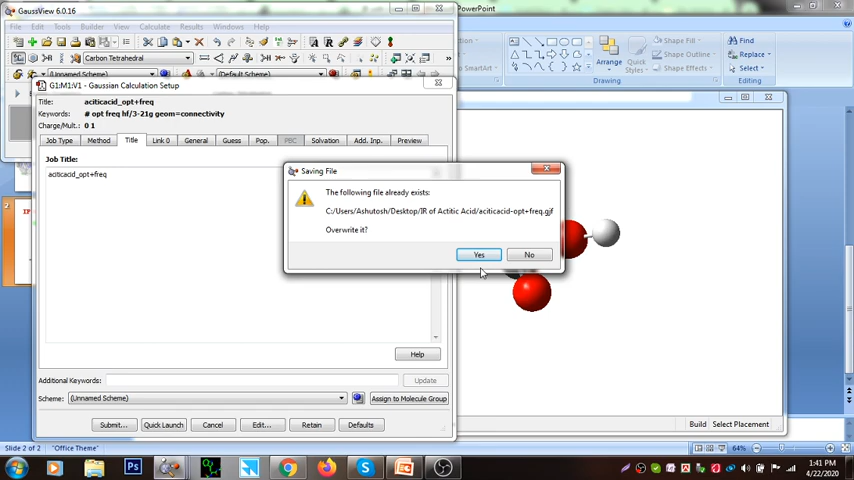 GaussView 6.0.16
PowerPoint
File Edit Tools Builder View Calculate Results Windows Help
Carbon Tetrahedral
(Unnamed Scheme)
(Default Scheme)
Shape Fill
Shape Outline
Shape Effects
Arrange
Quick
Styles
Drawing
Find
Replace
Select
Editing
SmartArt
G1:M1:V1 - Gaussian Calculation Setup
Title: aciticacid_opt+freq
Keywords: # opt freq hf/3-21g geom=connectivity
Charge/Mult.: 0 1
Job Type Method Title Link 0 General Guess Pop. PBC Solvation Add. Inp. Preview
Job Title:
aciticacid_opt+freq
Saving File
The following file already exists:
C:/Users/Ashutosh/Desktop/IR of Actitic Acid/aciticacid-opt+freq.gjf
Overwrite it?
Yes No
Help
Additional Keywords: Update
Scheme: (Unnamed Scheme) Assign to Molecule Group
Submit... Quick Launch Cancel Edit... Retain Defaults
Build Select Placement
Slide 2 of 2 "Office Theme" 64%
1:41 PM
4/22/2020